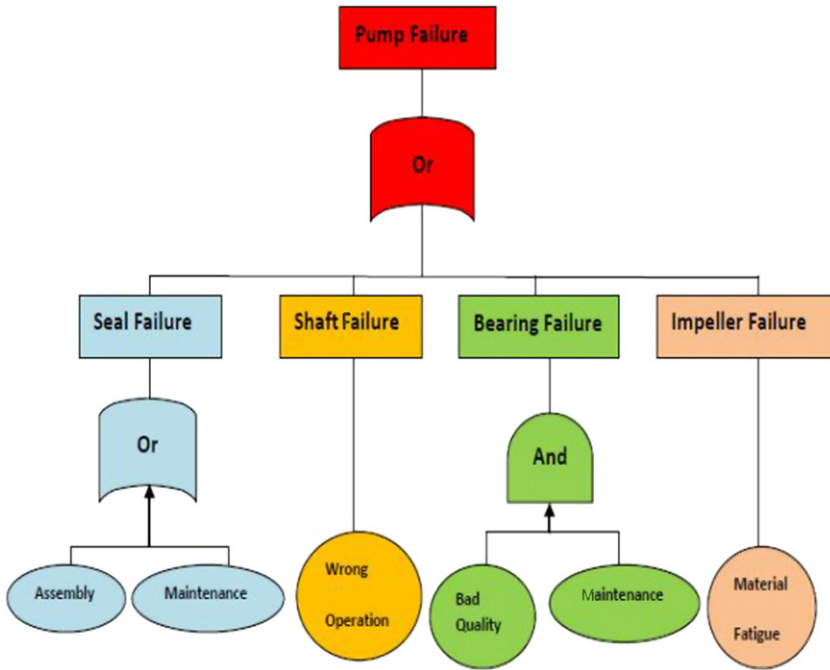 Pump Failure
Or
Seal Failure
Shaft Failure
Bearing Failure
Impeller Failure
Or
And
Assembly
Maintenance
Wrong
Operation
Bad
Quality
Maintenance
Material
Fatigue